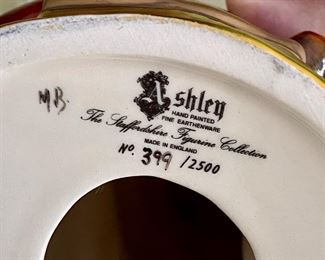 MB.
Ashley
HAND PAINTED
FINE EARTHENWARE
The Staffordshire Figurine Collection
MADE IN ENGLAND
No. 399 /2500